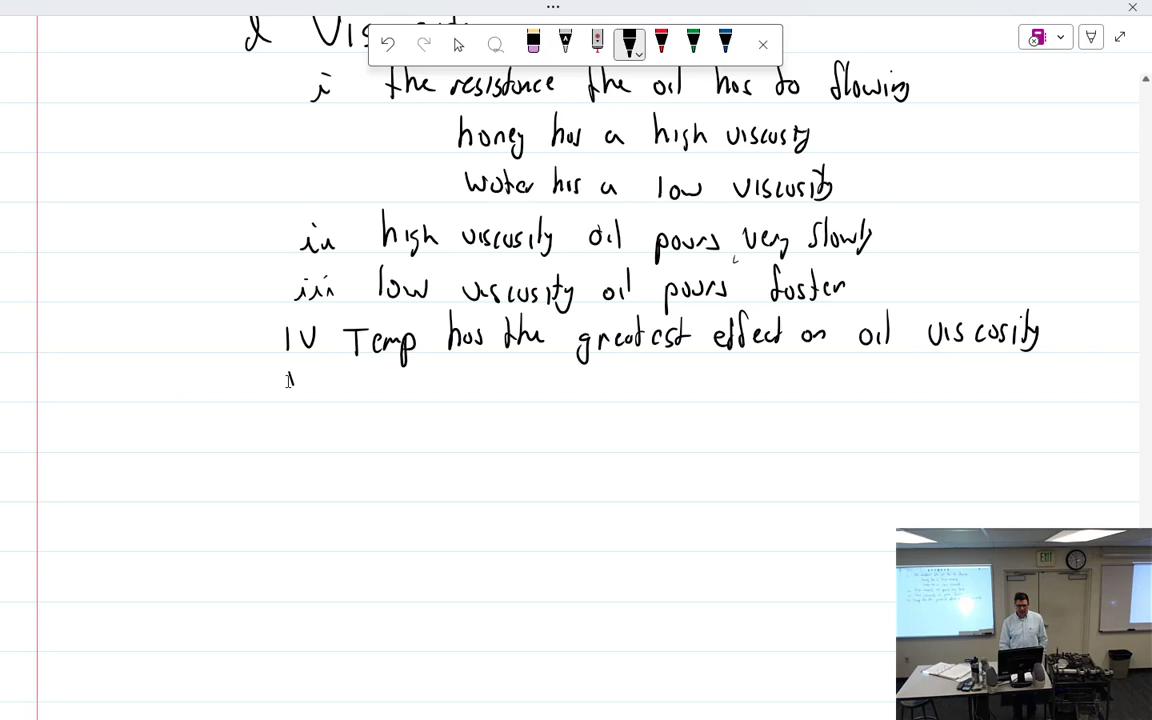 i the resistance the oil has to flowing
honey has a high viscosity
Water has a low viscosity
ii high viscosity oil pours very slowly
iii low viscosity oil pours faster
IV Temp has the greatest effect on oil viscosity
EXIT